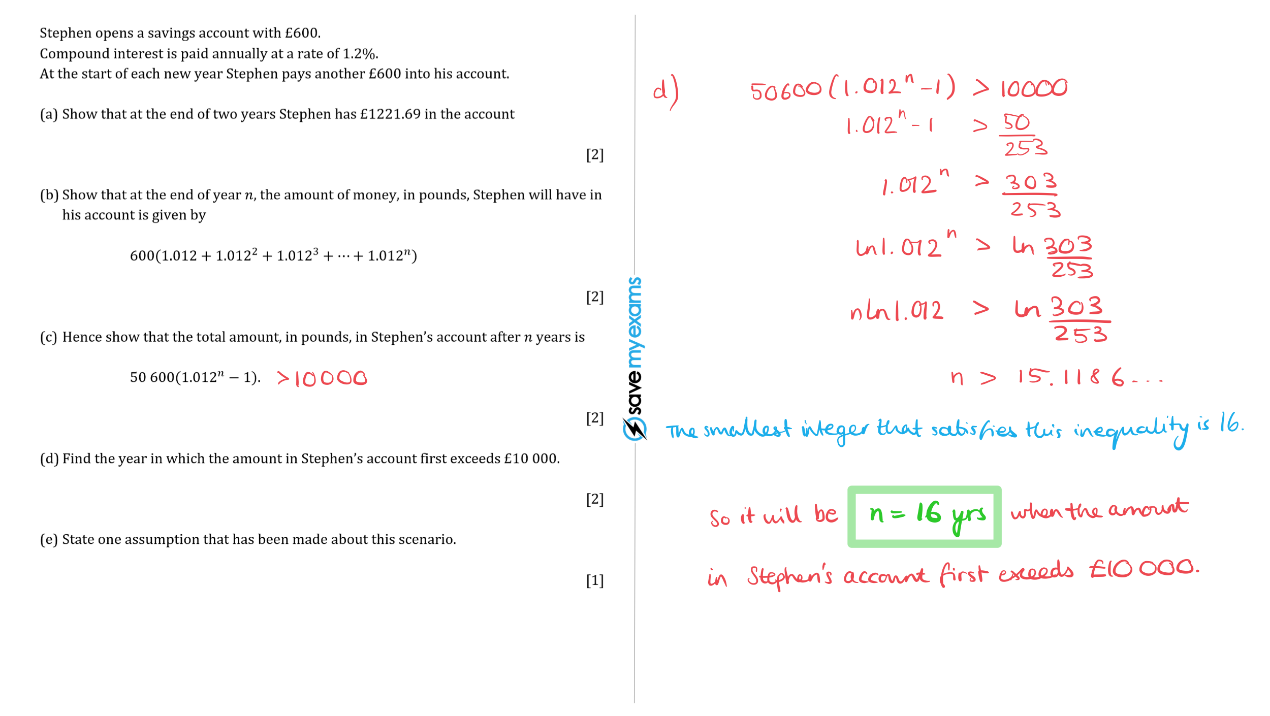 Stephen opens a savings account with £600.
Compound interest is paid annually at a rate of 1.2%.
At the start of each new year Stephen pays another £600 into his account.
(a) Show that at the end of two years Stephen has £1221.69 in the account
[2]
(b) Show that at the end of year n, the amount of money, in pounds, Stephen will have in
his account is given by
600(1.012 + 1.012² + 1.012³ + ⋯ + 1.012ⁿ)
[2]
(c) Hence show that the total amount, in pounds, in Stephen's account after n years is
50 600(1.012ⁿ − 1). >10000
[2]
(d) Find the year in which the amount in Stephen's account first exceeds £10 000.
[2]
(e) State one assumption that has been made about this scenario.
[1]
savemyexams
d) 50600(1.012ⁿ-1) > 10000
1.012ⁿ-1 > 50/253
1.012ⁿ > 303/253
ln1.012ⁿ > ln 303/253
nln1.012 > ln 303/253
n > 15.1186...
The smallest integer that satisfies this inequality is 16.
So it will be n = 16 yrs when the amount
in Stephen's account first exceeds £10 000.